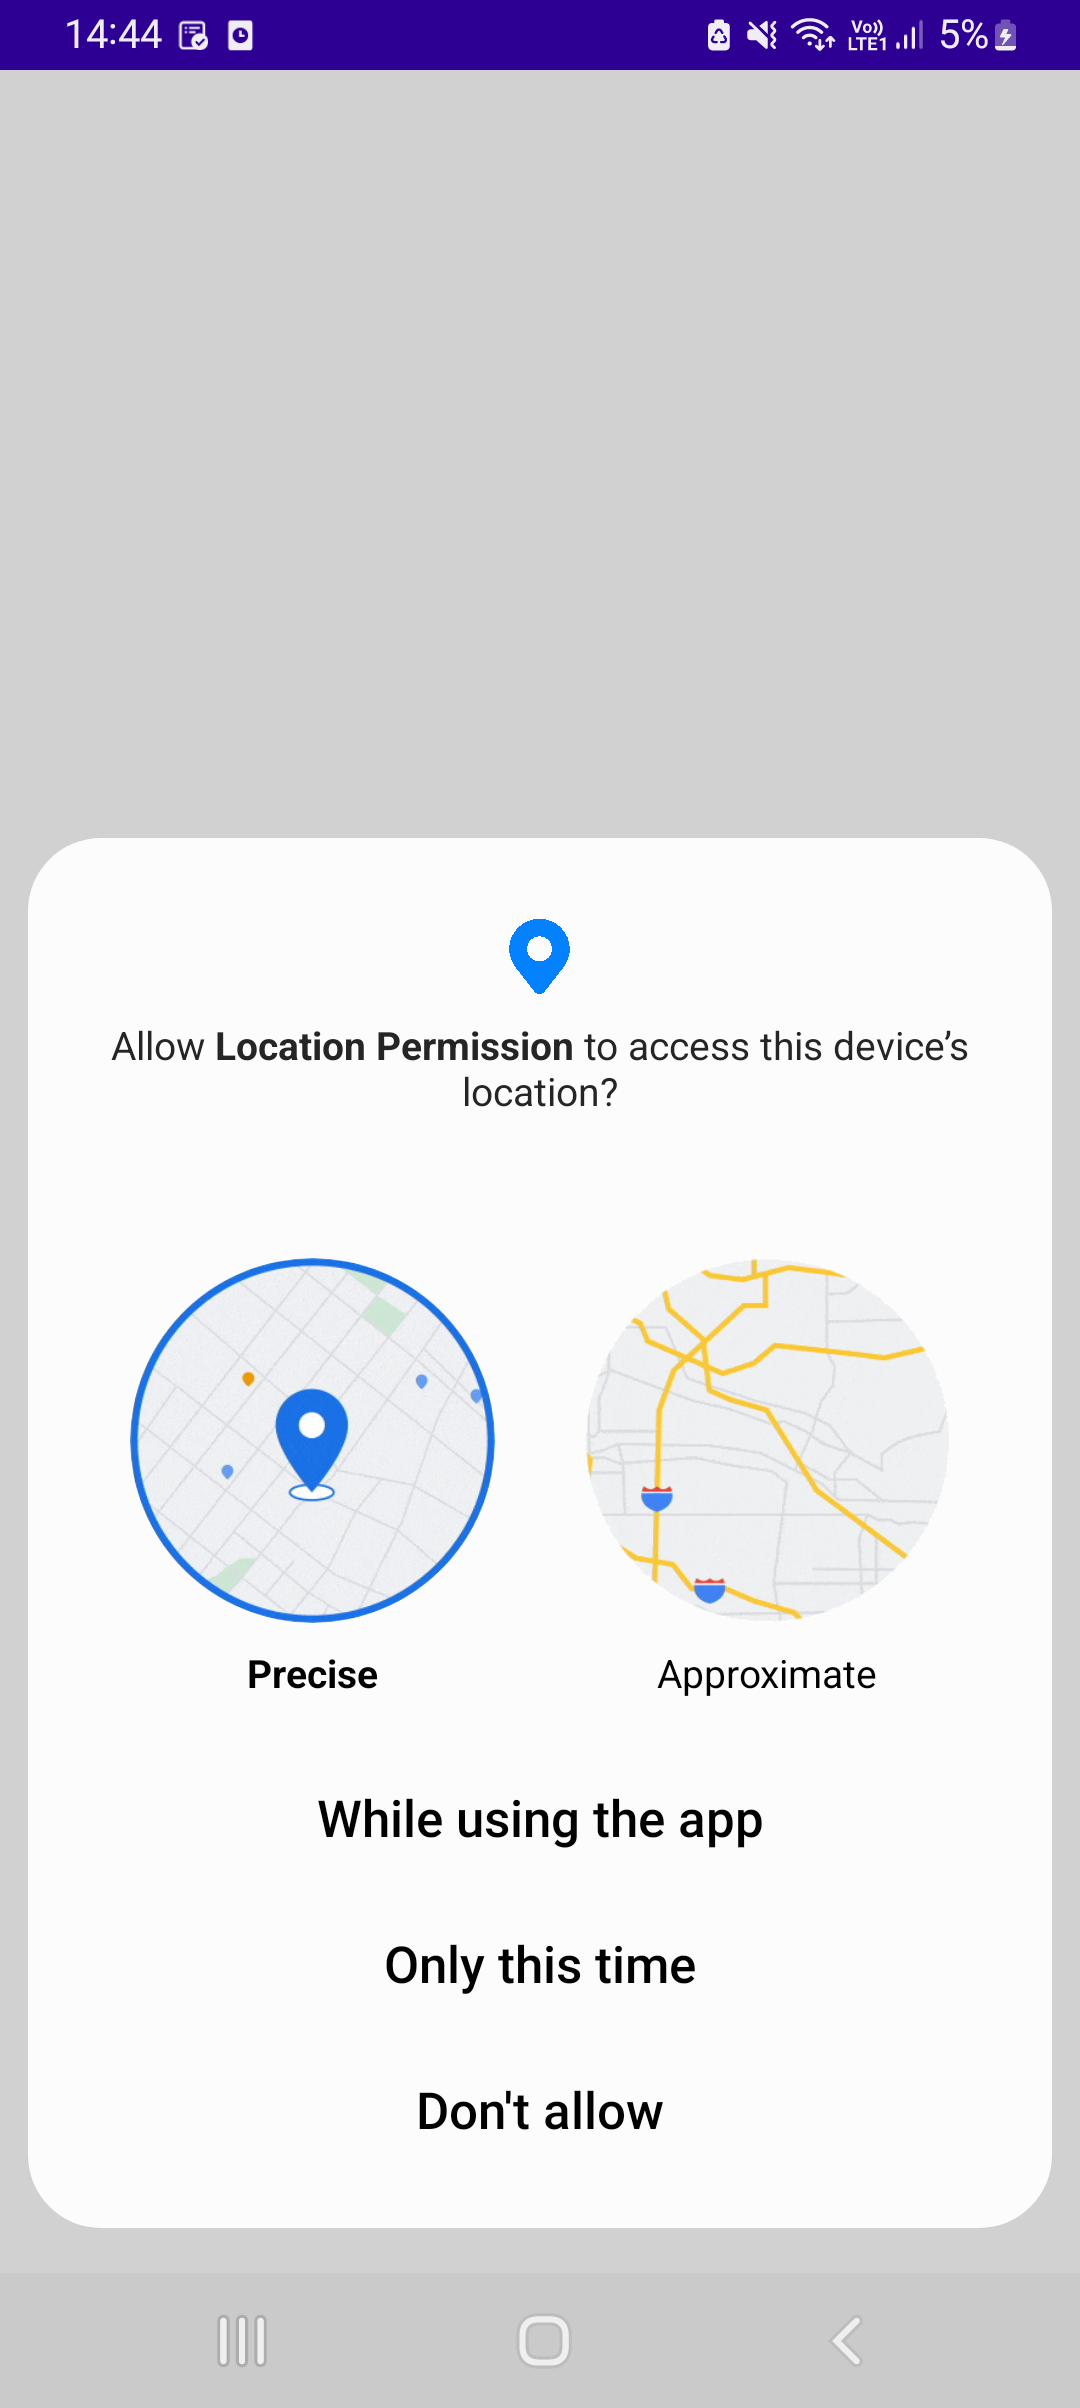 14:44 Vo)) LTE1 5%
Allow Location Permission to access this device’s
location?
Precise Approximate
While using the app
Only this time
Don't allow